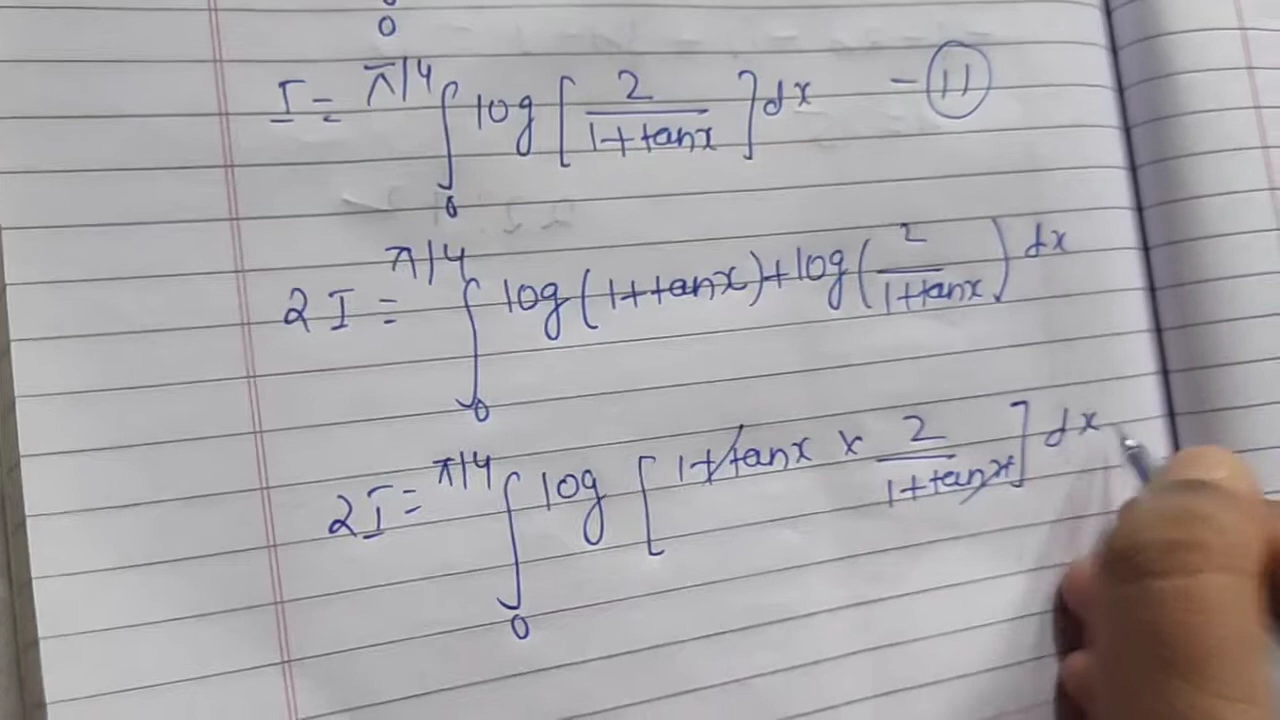 0
I = π/4 ∫ 0 log [ 2 / 1+tanx ] dx - (11)
2I = π/4 ∫ 0 log(1+tanx)+log( 2 / 1+tanx ) dx
2I = π/4 ∫ 0 log [ 1+tanx x 2 / 1+tanx ] dx